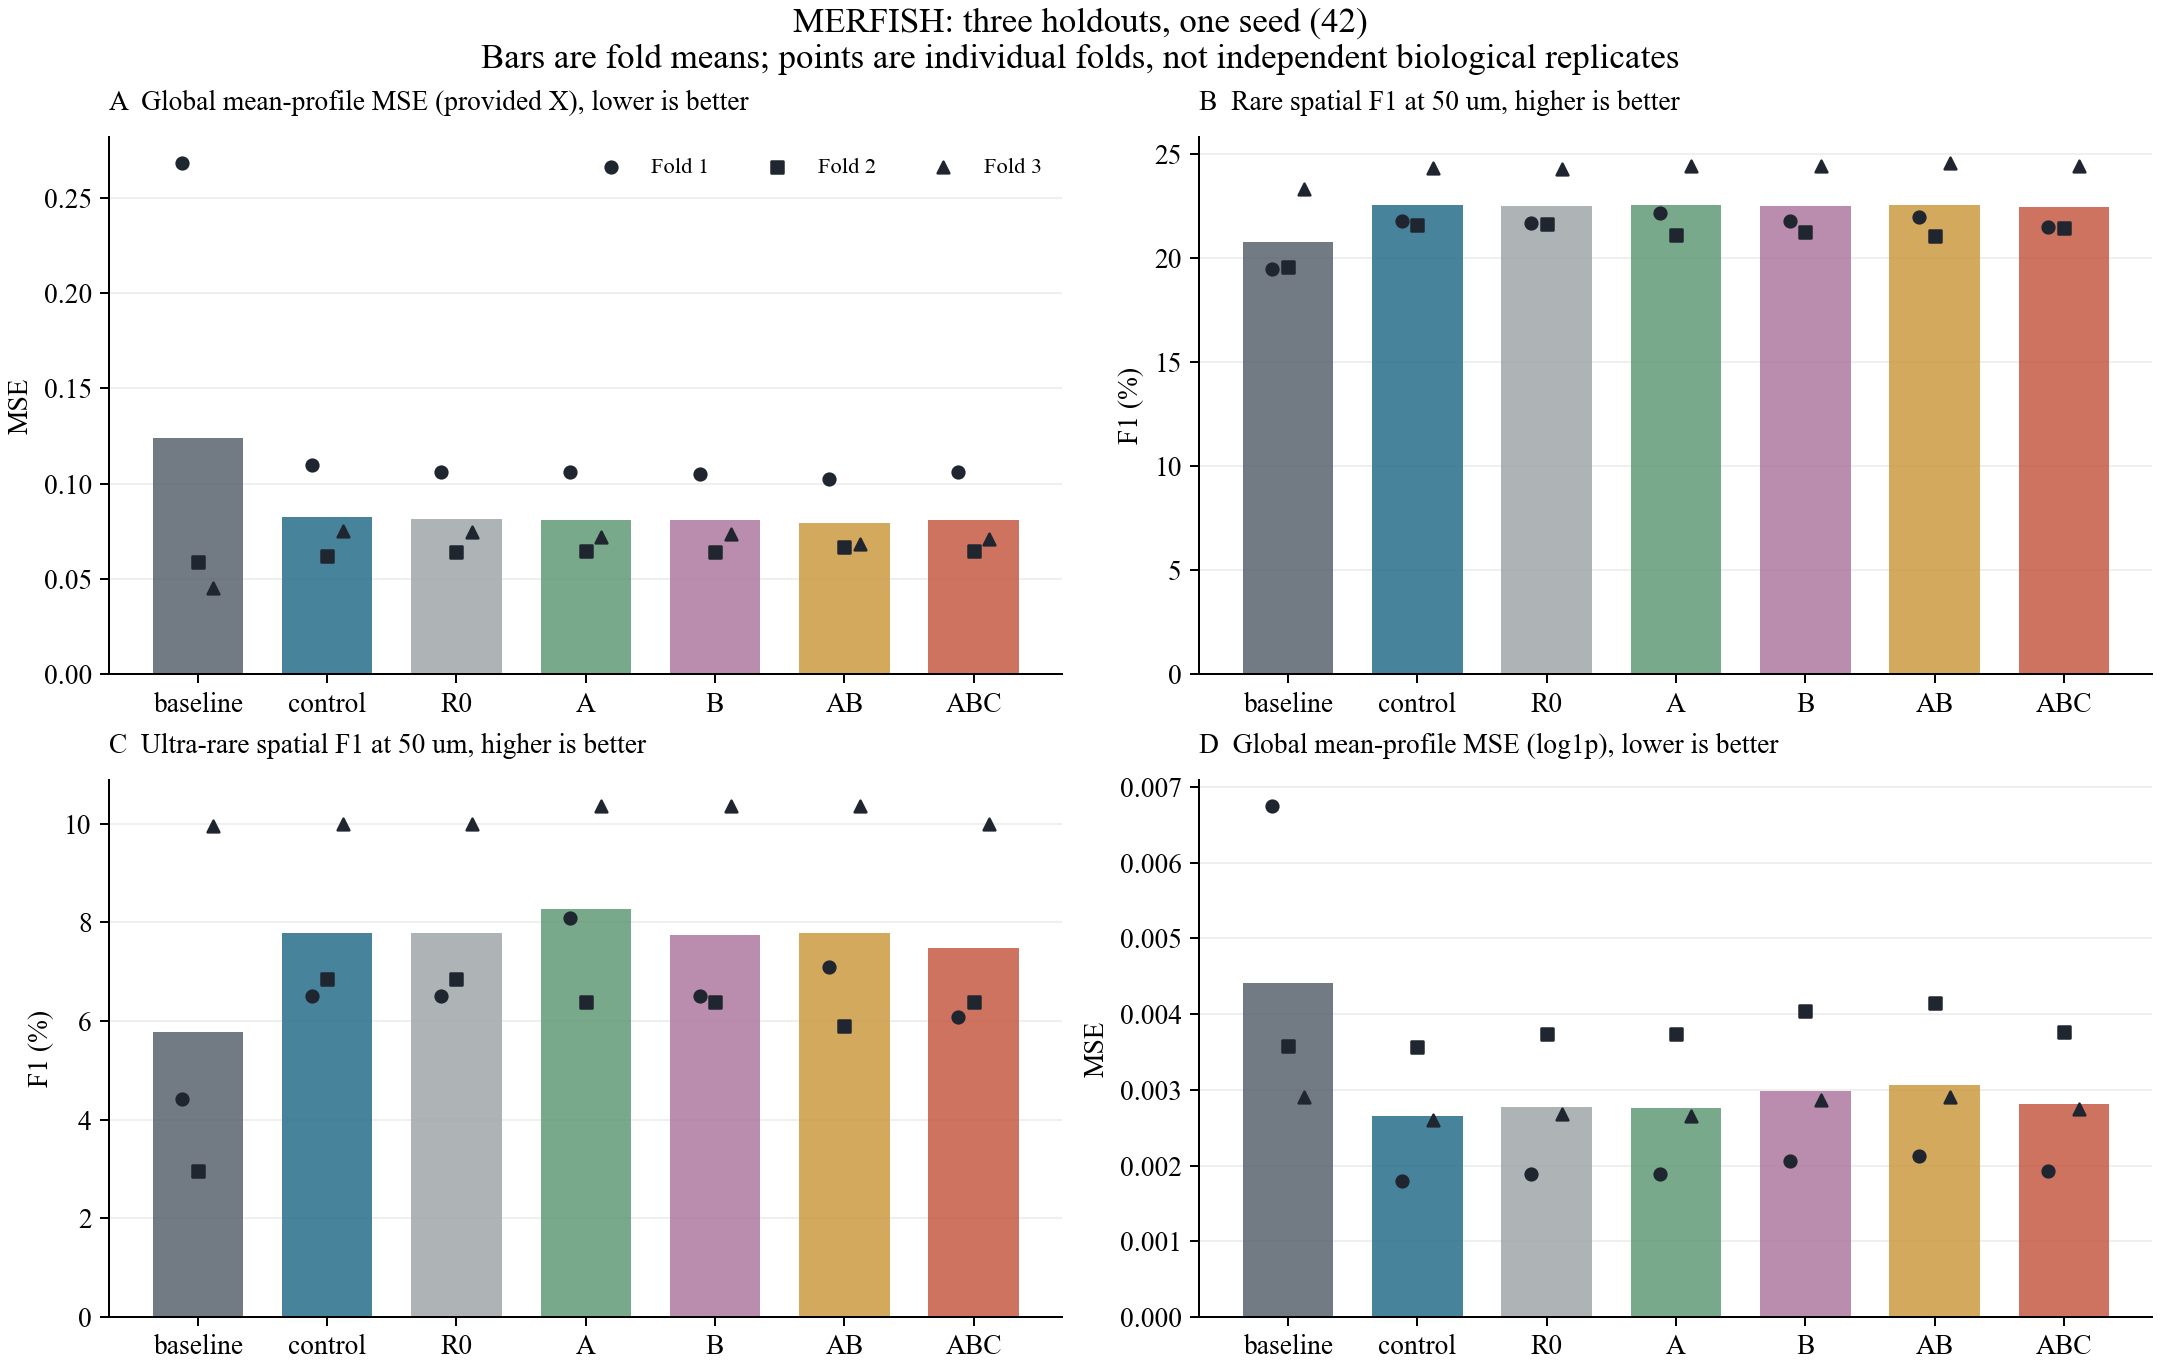 MERFISH: three holdouts, one seed (42)
Bars are fold means; points are individual folds, not independent biological replicates
A  Global mean-profile MSE (provided X), lower is better
MSE
0.25
0.20
0.15
0.10
0.05
0.00
Fold 1
Fold 2
Fold 3
baseline control R0 A B AB ABC
B  Rare spatial F1 at 50 um, higher is better
F1 (%)
25
20
15
10
5
0
baseline control R0 A B AB ABC
C  Ultra-rare spatial F1 at 50 um, higher is better
F1 (%)
10
8
6
4
2
0
baseline control R0 A B AB ABC
D  Global mean-profile MSE (log1p), lower is better
MSE
0.007
0.006
0.005
0.004
0.003
0.002
0.001
0.000
baseline control R0 A B AB ABC